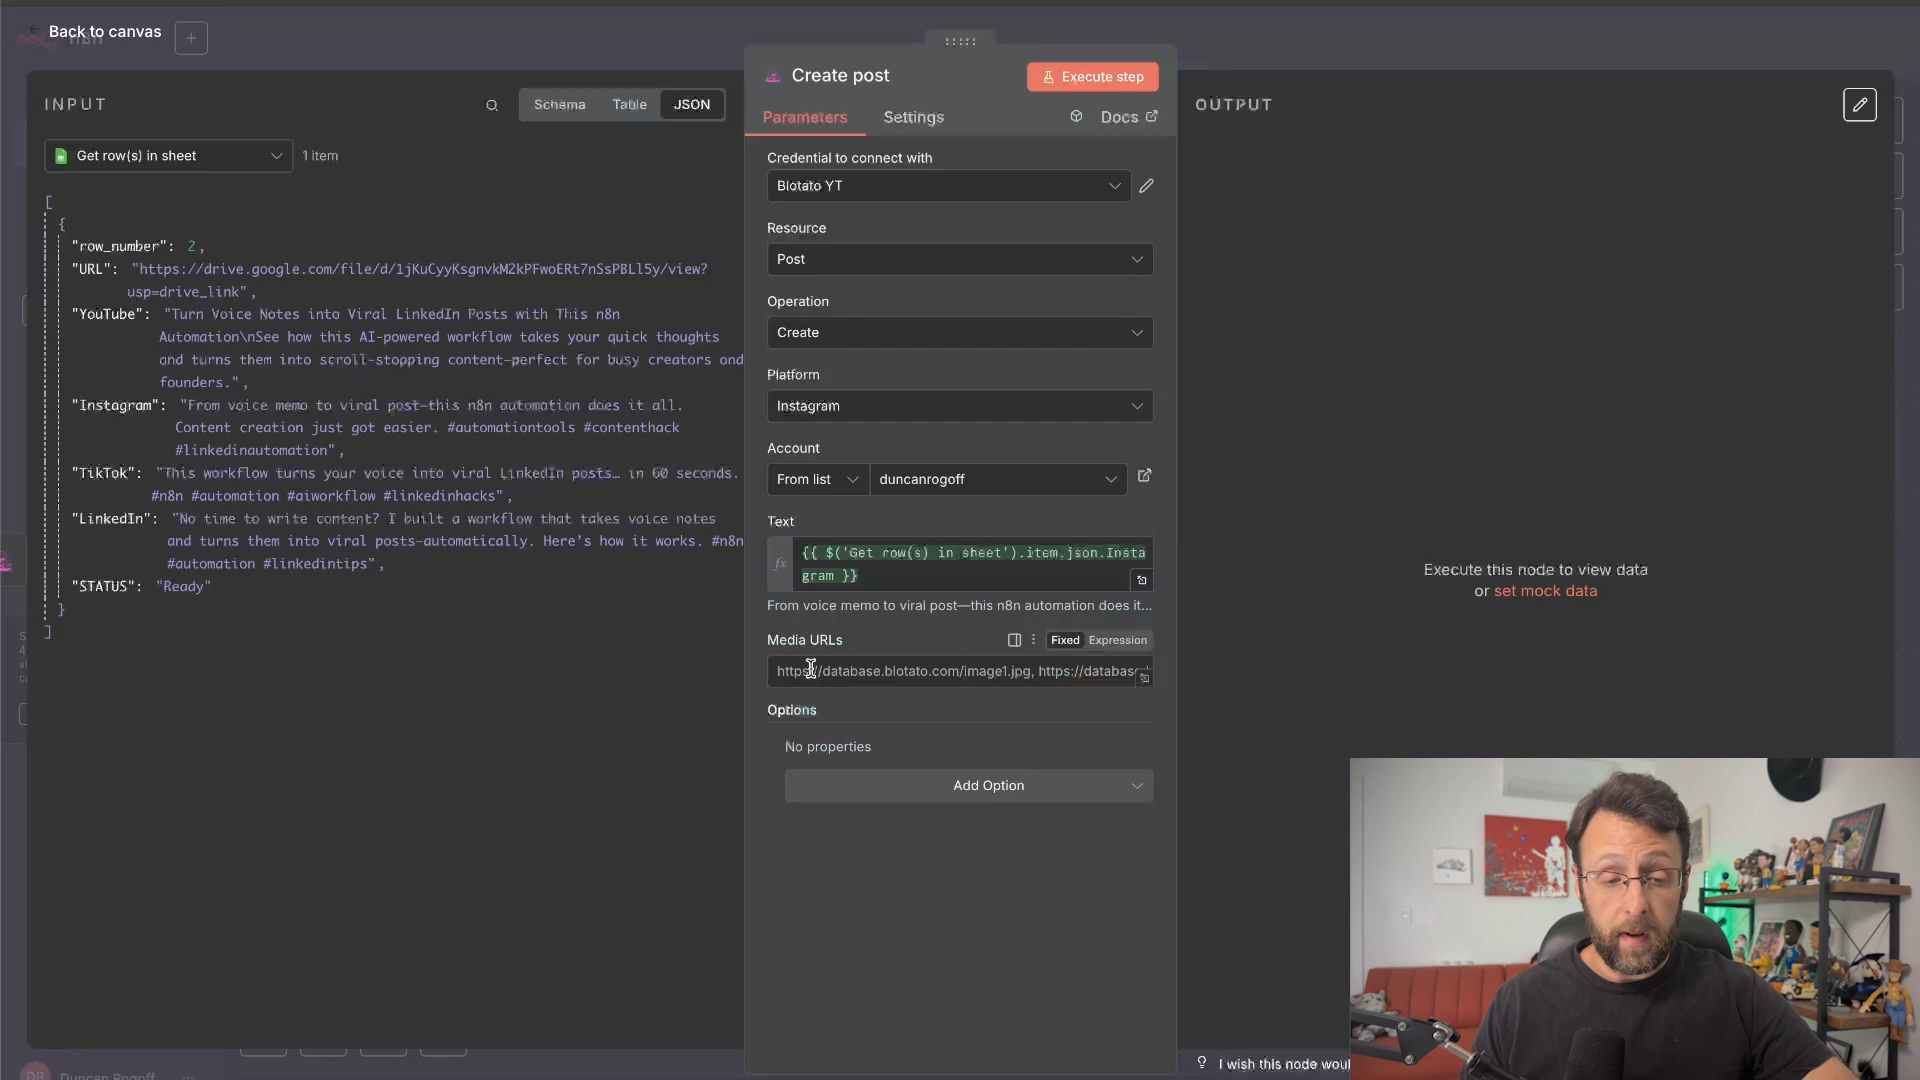 Back to canvas
INPUT
Schema
Table
JSON
Get row(s) in sheet
1 item
[
{
"row_number": 2,
"URL": "https://drive.google.com/file/d/1jKuCyyKsgnvkM2kPFwoERt7nSsPBLl5y/view?
usp=drive_link",
"YouTube": "Turn Voice Notes into Viral LinkedIn Posts with This n8n
Automation\nSee how this AI-powered workflow takes your quick thoughts
and turns them into scroll-stopping content—perfect for busy creators and
founders.",
"Instagram": "From voice memo to viral post—this n8n automation does it all.
Content creation just got easier. #automationtools #contenthack
#linkedinautomation",
"TikTok": "This workflow turns your voice into viral LinkedIn posts… in 60 seconds.
#n8n #automation #aiworkflow #linkedinhacks",
"LinkedIn": "No time to write content? I built a workflow that takes voice notes
and turns them into viral posts—automatically. Here’s how it works. #n8n
#automation #linkedintips",
"STATUS": "Ready"
}
]
Create post
Execute step
Parameters
Settings
Docs
Credential to connect with
Blotato YT
Resource
Post
Operation
Create
Platform
Instagram
Account
From list
duncanrogoff
Text
fx
{{ $('Get row(s) in sheet').item.json.Insta
gram }}
From voice memo to viral post—this n8n automation does it...
Media URLs
Fixed
Expression
https://database.blotato.com/image1.jpg, https://database
Options
No properties
Add Option
OUTPUT
Execute this node to view data
or set mock data
I wish this node woul
DR
Duncan Rogoff